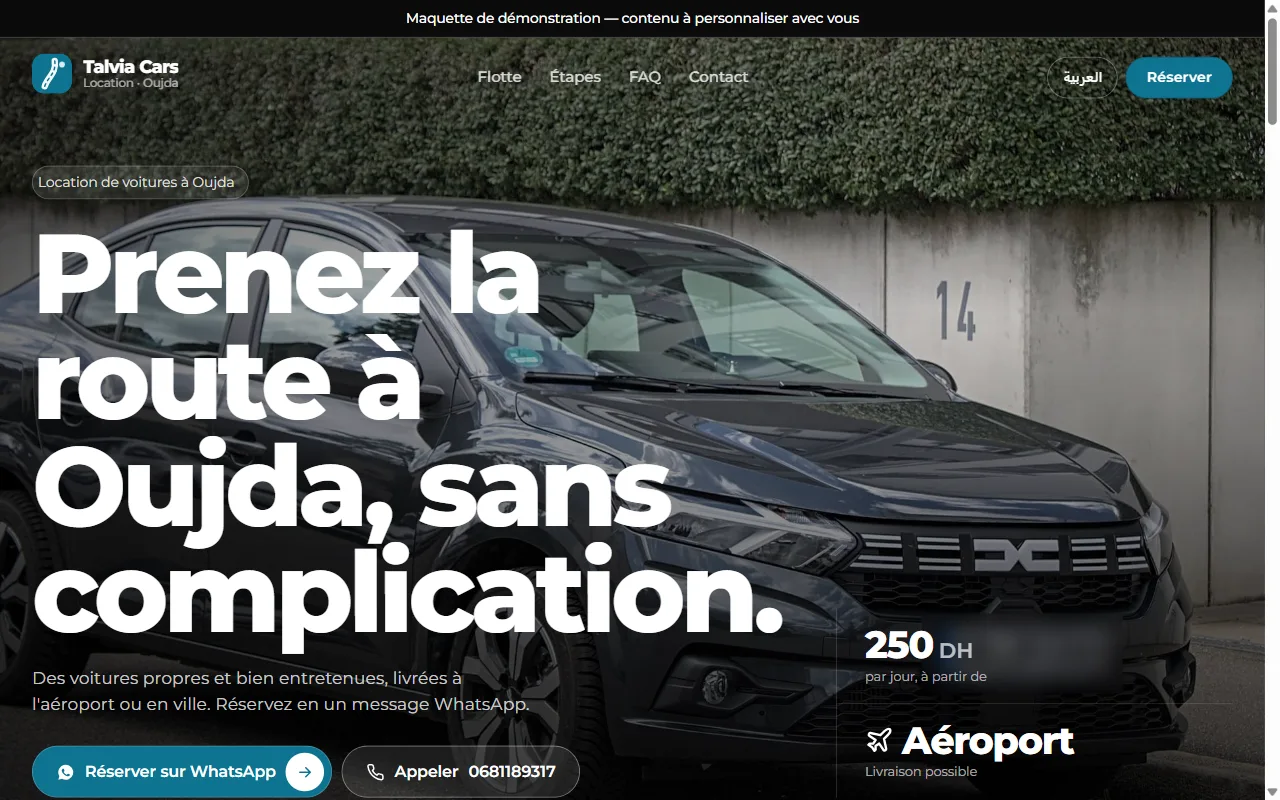 Maquette de démonstration — contenu à personnaliser avec vous
Talvia Cars
Location · Oujda
Flotte
Étapes
FAQ
Contact
العربية
Réserver
Location de voitures à Oujda
Prenez la
route à
Oujda, sans
complication.
14
Des voitures propres et bien entretenues, livrées à
l'aéroport ou en ville. Réservez en un message WhatsApp.
Réserver sur WhatsApp
Appeler 0681189317
250 DH
par jour, à partir de
Aéroport
Livraison possible